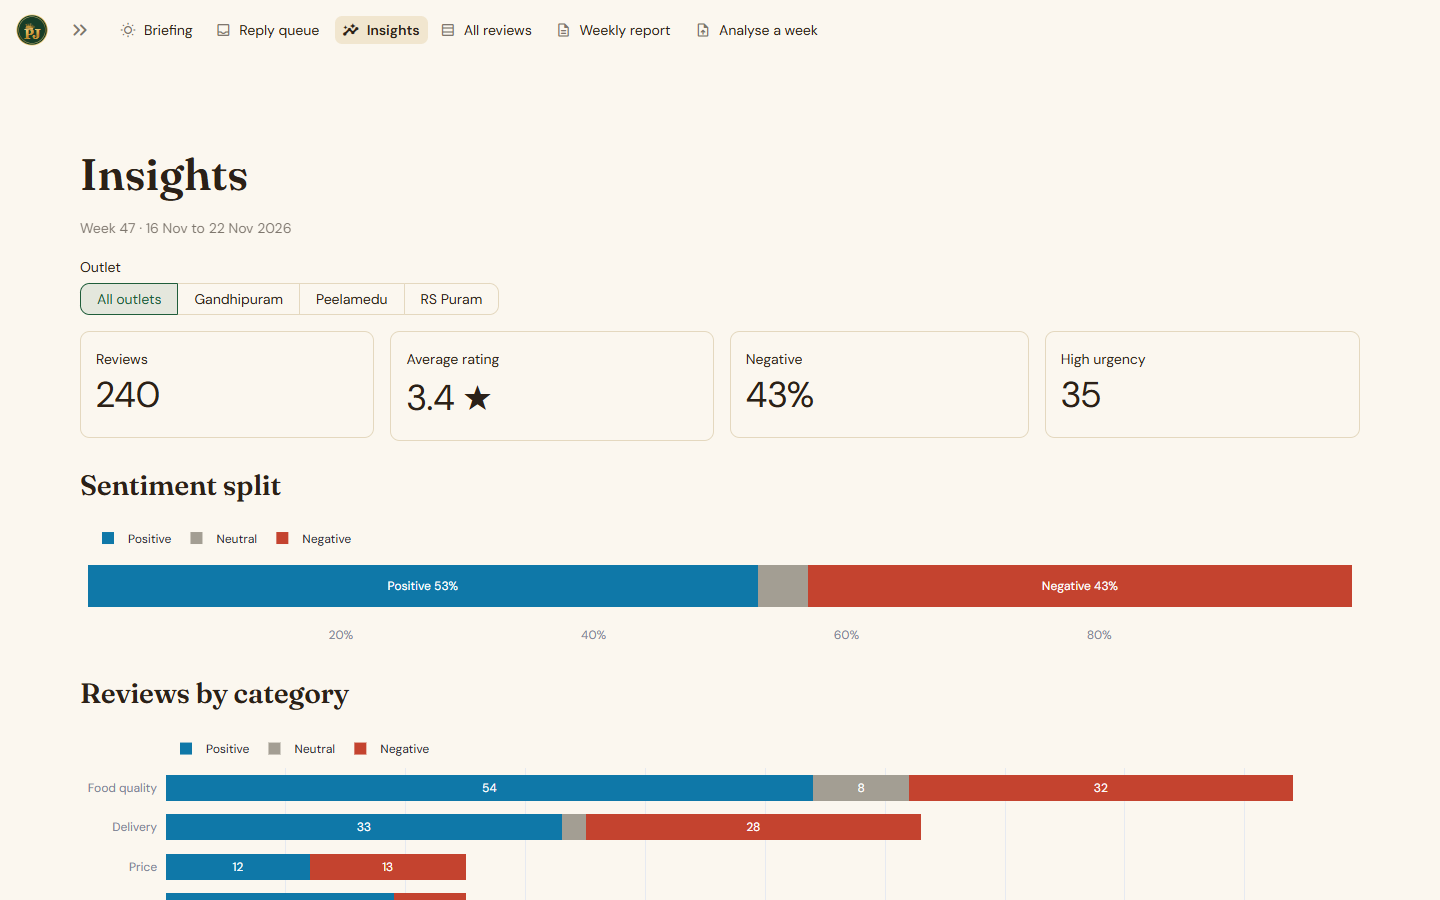 PJ
Briefing
Reply queue
Insights
All reviews
Weekly report
Analyse a week
Insights
Week 47 · 16 Nov to 22 Nov 2026
Outlet
All outlets
Gandhipuram
Peelamedu
RS Puram
Reviews
240
Average rating
3.4 ★
Negative
43%
High urgency
35
Sentiment split
Positive
Neutral
Negative
Positive 53%
Negative 43%
20%
40%
60%
80%
Reviews by category
Positive
Neutral
Negative
Food quality
54
8
32
Delivery
33
28
Price
12
13